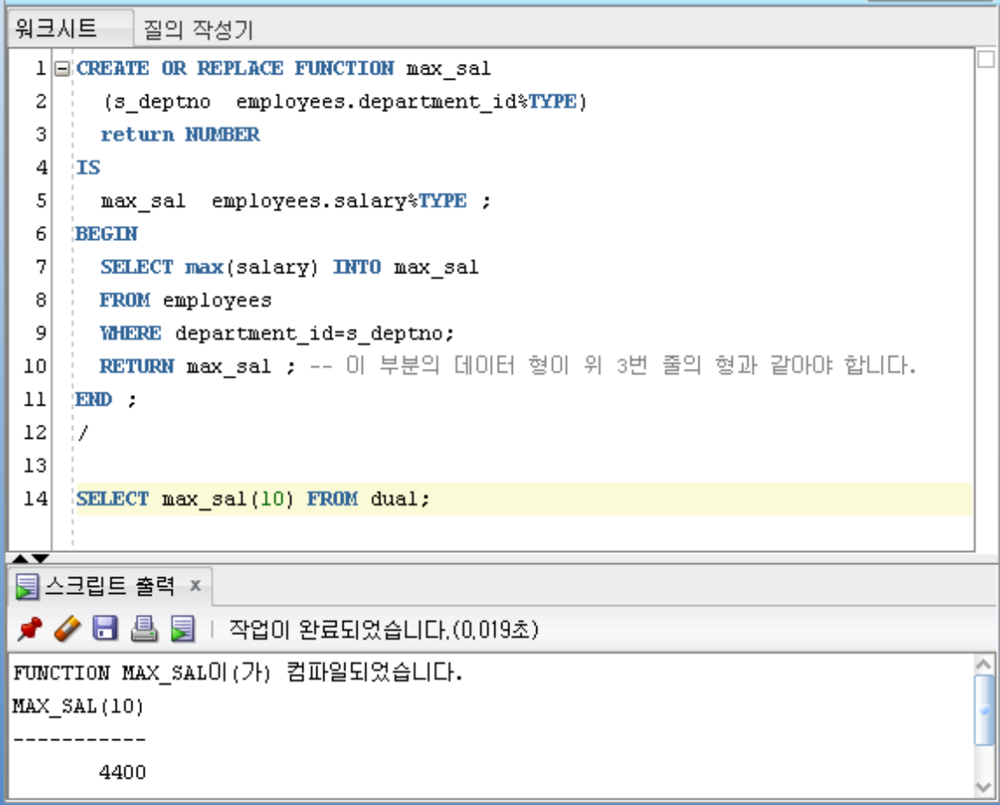 워크시트 질의 작성기
1 CREATE OR REPLACE FUNCTION max_sal
2 (s_deptno employees.department_id%TYPE)
3 return NUMBER
4 IS
5 max_sal employees.salary%TYPE ;
6 BEGIN
7 SELECT max(salary) INTO max_sal
8 FROM employees
9 WHERE department_id=s_deptno;
10 RETURN max_sal ; -- 이 부분의 데이터 형이 위 3번 줄의 형과 같아야 합니다.
11 END ;
12 /
13
14 SELECT max_sal(10) FROM dual;
스크립트 출력 x
작업이 완료되었습니다.(0,019초)
FUNCTION MAX_SAL이(가) 컴파일되었습니다.
MAX_SAL(10)
-----------
4400